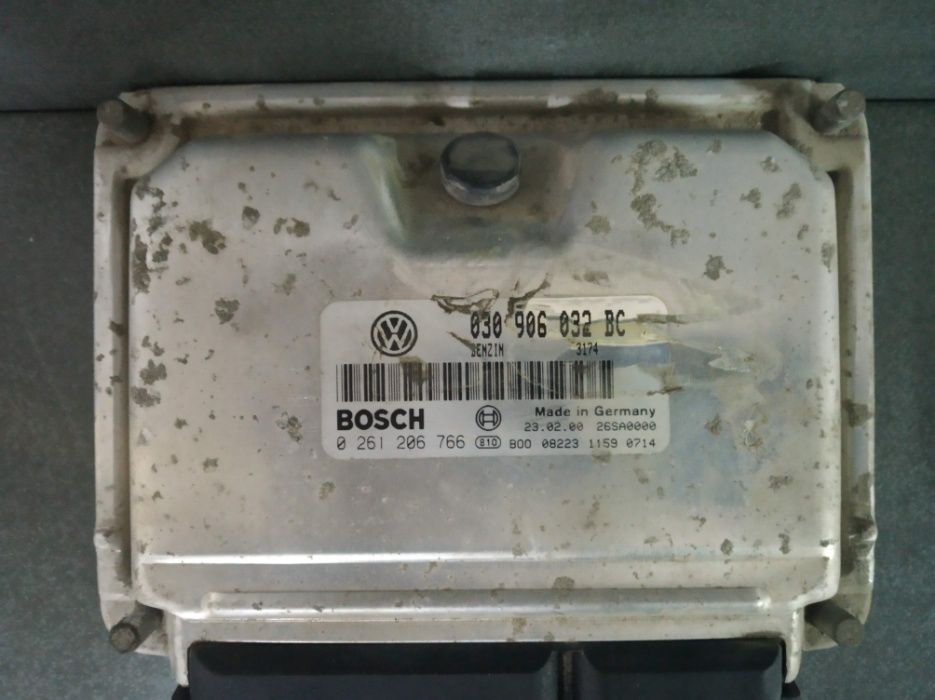 030 906 032 BC
BENZIN 3174
BOSCH Made in Germany
23.02.00 26SA0000
0 261 206 766 810 B00 08223 1159 0714